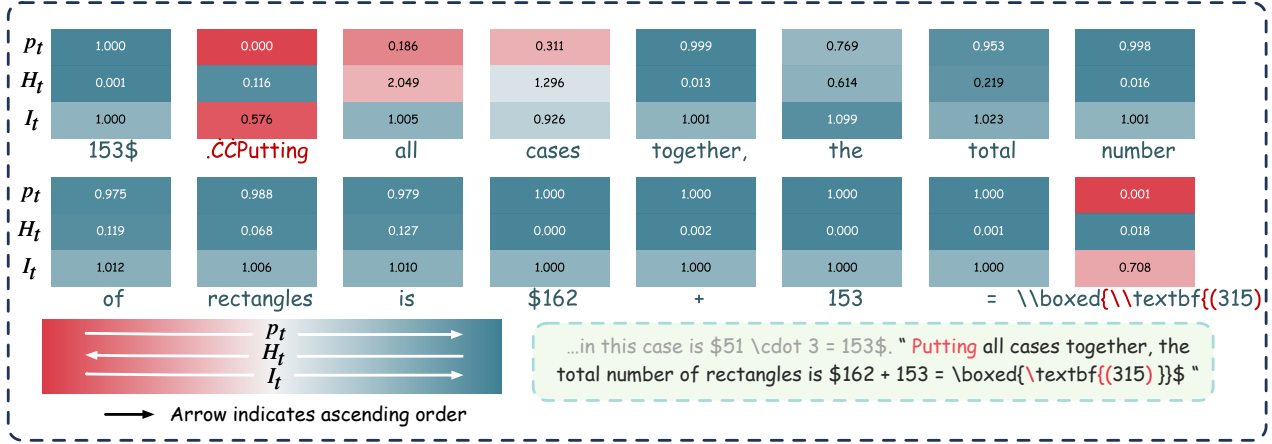 p_t 1.000 0.000 0.186 0.311 0.999 0.769 0.953 0.998
H_t 0.001 0.116 2.049 1.296 0.013 0.614 0.219 0.016
I_t 1.000 0.576 1.005 0.926 1.001 1.099 1.023 1.001
153$ .ĊĊPutting all cases together, the total number
p_t 0.975 0.988 0.979 1.000 1.000 1.000 1.000 0.001
H_t 0.119 0.068 0.127 0.000 0.002 0.000 0.001 0.018
I_t 1.012 1.006 1.010 1.000 1.000 1.000 1.000 0.708
of rectangles is $162 + 153 = \\boxed{\\textbf{(315)
p_t
H_t
I_t
Arrow indicates ascending order
...in this case is $51 \cdot 3 = 153$. “ Putting all cases together, the
total number of rectangles is $162 + 153 = \boxed{\textbf{(315) }}$ “